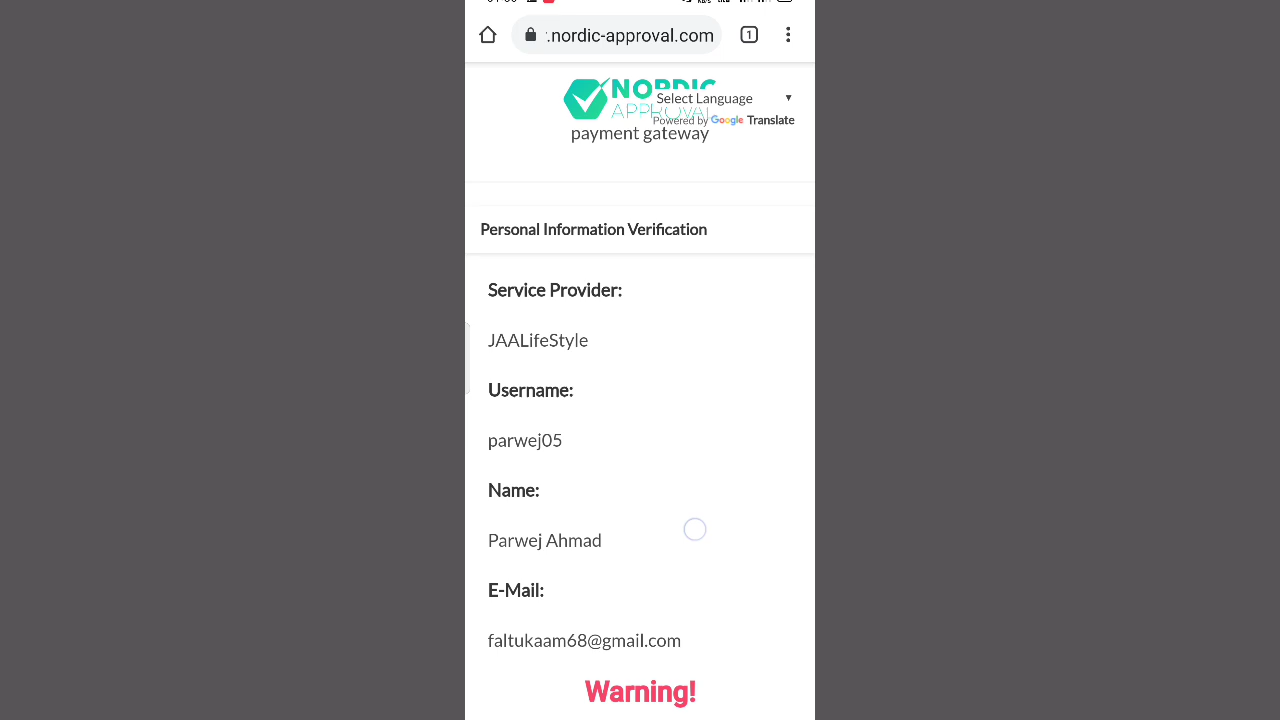 .nordic-approval.com
1
NORDIC
APPROVAL
Select Language
▼
Powered by Google Translate
payment gateway
Personal Information Verification
Service Provider:
JAALifeStyle
Username:
parwej05
Name:
Parwej Ahmad
E-Mail:
faltukaam68@gmail.com
Warning!